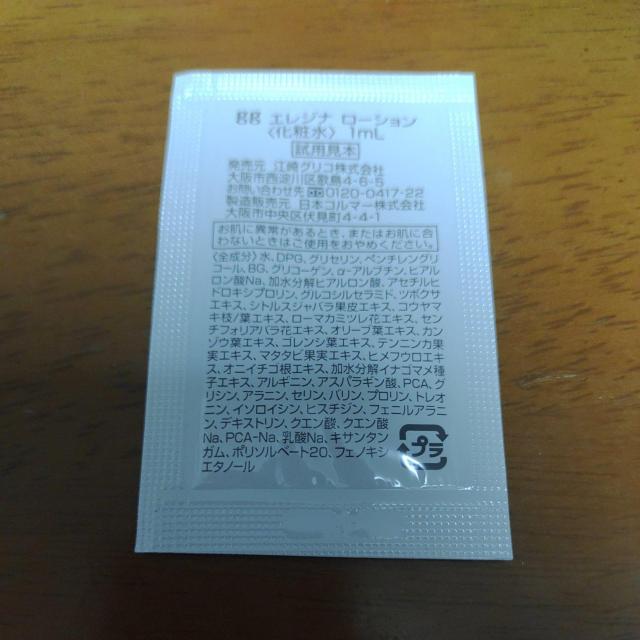 gg エレジナ ローション
〈化粧水〉 1mL
試用見本
発売元 江崎グリコ株式会社
大阪市西淀川区歌島4-6-5
お問い合わせ先 0120-0417-22
製造販売元 日本コルマー株式会社
大阪市中央区伏見町4-4-1
お肌に異常があるとき、またはお肌に合
わないときはご使用をおやめください。
〈全成分〉水、DPG、グリセリン、ペンチレングリ
コール、BG、グリコーゲン、α-アルブチン、ヒアル
ロン酸Na、加水分解ヒアルロン酸、アセチルヒ
ドロキシプロリン、グルコシルセラミド、ツボクサ
エキス、シトルスジャバラ果皮エキス、コウヤマ
キ枝/葉エキス、ローマカミツレ花エキス、セン
チフォリアバラ花エキス、オリーブ葉エキス、カン
ゾウ葉エキス、ゴレンシ葉エキス、テンニンカ果
実エキス、マタタビ果実エキス、ヒメフウロエキ
ス、オニイチゴ根エキス、加水分解イナゴマメ種
子エキス、アルギニン、アスパラギン酸、PCA、グ
リシン、アラニン、セリン、バリン、プロリン、トレオ
ニン、イソロイシン、ヒスチジン、フェニルアラニ
ン、デキストリン、クエン酸、クエン酸
Na、PCA-Na、乳酸Na、キサンタン
ガム、ポリソルベート20、フェノキシ
エタノール
プラ